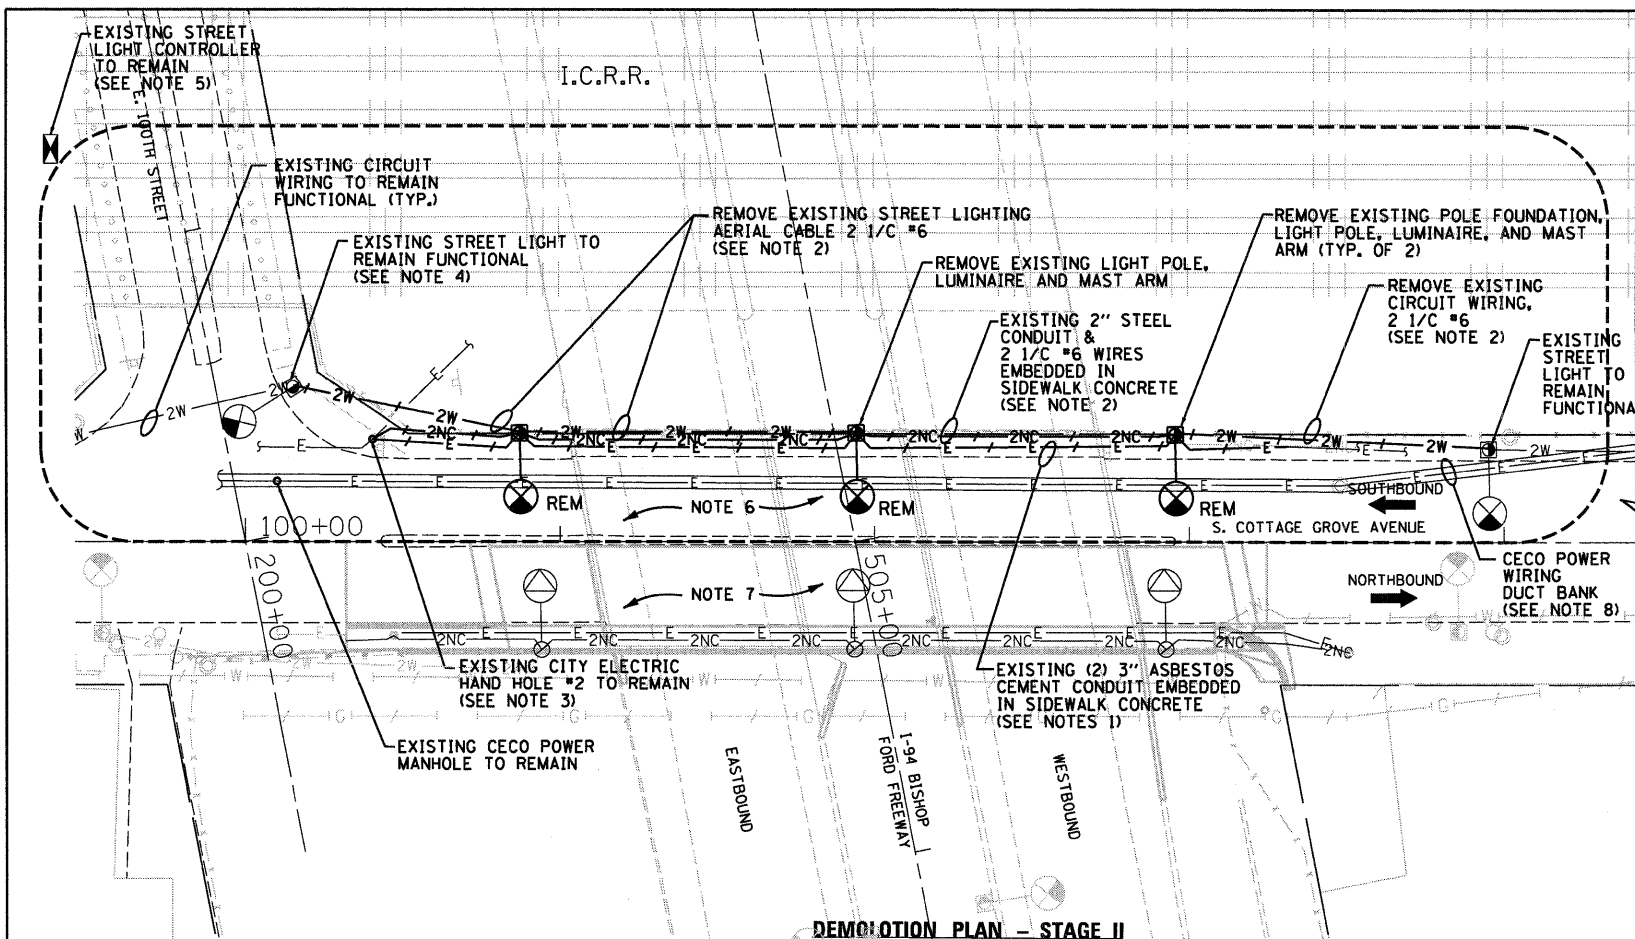 EXISTING STREET
LIGHT CONTROLLER
TO REMAIN
(SEE NOTE 5)
I.C.R.R.
E. 100TH STREET
EXISTING CIRCUIT
WIRING TO REMAIN
FUNCTIONAL (TYP.)
EXISTING STREET LIGHT TO
REMAIN FUNCTIONAL
(SEE NOTE 4)
REMOVE EXISTING STREET LIGHTING
AERIAL CABLE 2 1/C #6
(SEE NOTE 2)
REMOVE EXISTING LIGHT POLE,
LUMINAIRE AND MAST ARM
REMOVE EXISTING POLE FOUNDATION,
LIGHT POLE, LUMINAIRE, AND MAST
ARM (TYP. OF 2)
EXISTING 2" STEEL
CONDUIT &
2 1/C #6 WIRES
EMBEDDED IN
SIDEWALK CONCRETE
(SEE NOTE 2)
REMOVE EXISTING
CIRCUIT WIRING,
2 1/C #6
(SEE NOTE 2)
EXISTING
STREET
LIGHT TO
REMAIN
FUNCTIONA
2W 2W 2W 2W 2W 2W 2W 2W 2W 2W
2NC 2NC 2NC 2NC 2NC 2NC
E E E E E E E E E
E E E E E E E E E
REM
NOTE 6
REM
REM
SOUTHBOUND
S. COTTAGE GROVE AVENUE
100+00
200+00
505+00
NOTE 7
NORTHBOUND
CECO POWER
WIRING
DUCT BANK
(SEE NOTE 8)
E E E E E E E E
2NC 2NC 2NC 2NC 2NC 2NC 2NC 2NC
2W 2W 2W
W W W W
G G G G
EXISTING CITY ELECTRIC
HAND HOLE #2 TO REMAIN
(SEE NOTE 3)
EXISTING (2) 3" ASBESTOS
CEMENT CONDUIT EMBEDDED
IN SIDEWALK CONCRETE
(SEE NOTES 1)
EXISTING CECO POWER
MANHOLE TO REMAIN
EASTBOUND
I-94 BISHOP
FORD FREEWAY
WESTBOUND
DEMOLOTION PLAN - STAGE II